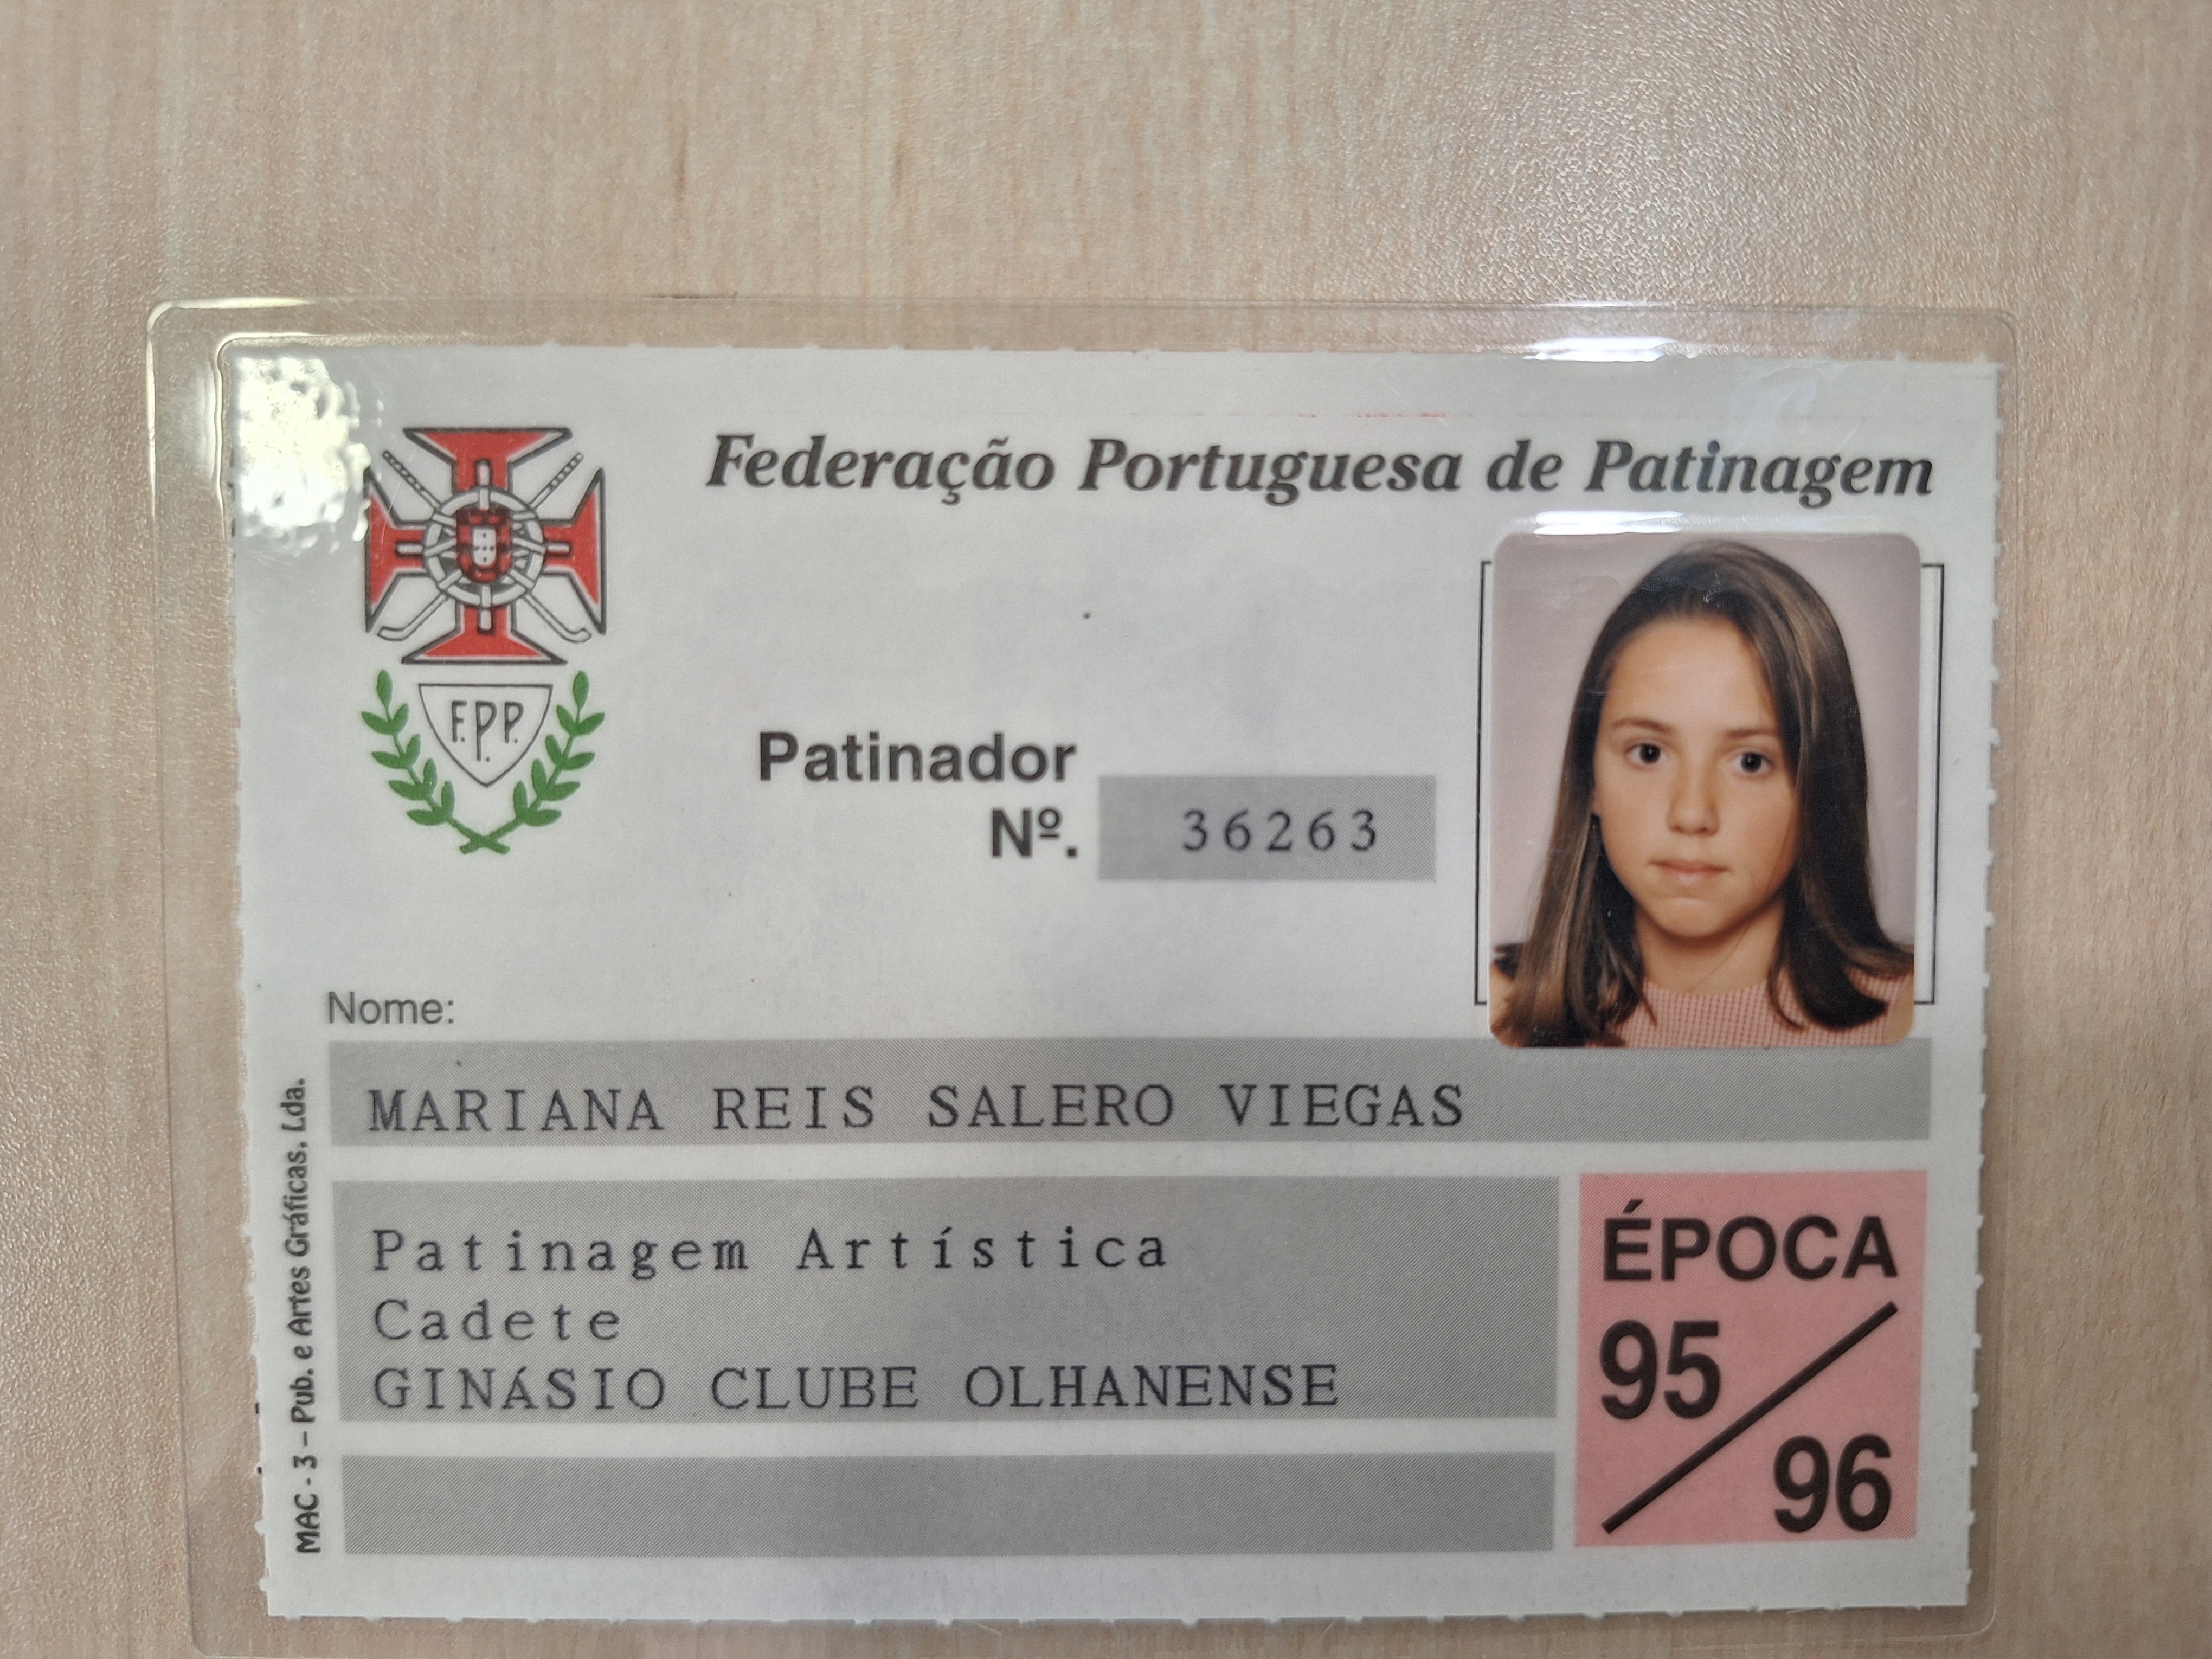 Federação Portuguesa de Patinagem
F.P.P.
Patinador
Nº. 36263
Nome:
MARIANA REIS SALERO VIEGAS
Patinagem Artística
Cadete
GINÁSIO CLUBE OLHANENSE
ÉPOCA
95/96
MAC - 3 – Pub. e Artes Gráficas, Lda.